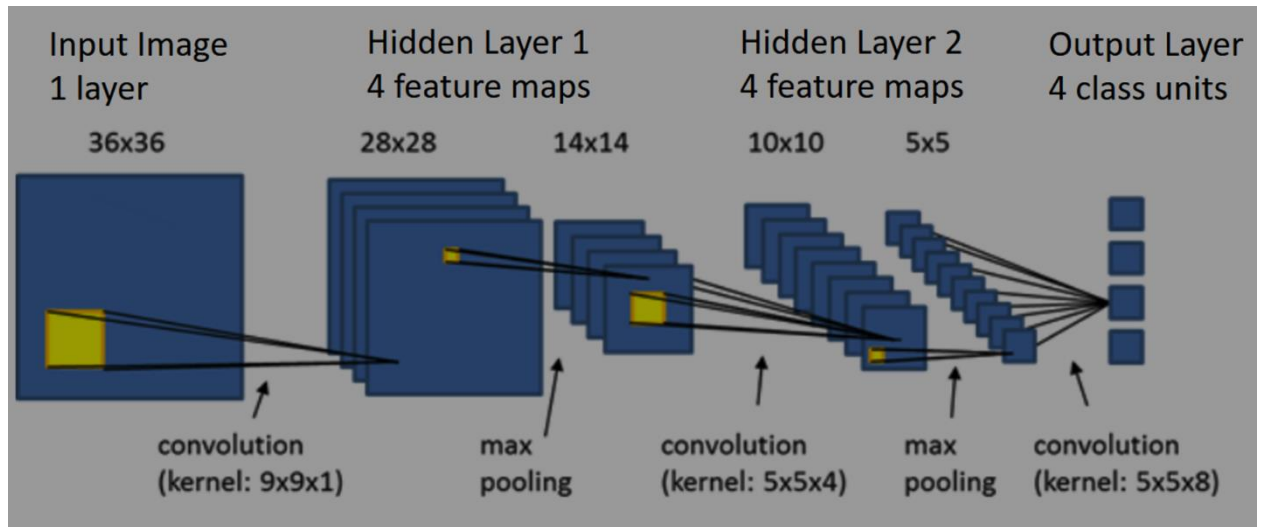 Input Image
1 layer
Hidden Layer 1
4 feature maps
Hidden Layer 2
4 feature maps
Output Layer
4 class units
36x36
28x28
14x14
10x10
5x5
convolution
(kernel: 9x9x1)
max
pooling
convolution
(kernel: 5x5x4)
max
pooling
convolution
(kernel: 5x5x8)